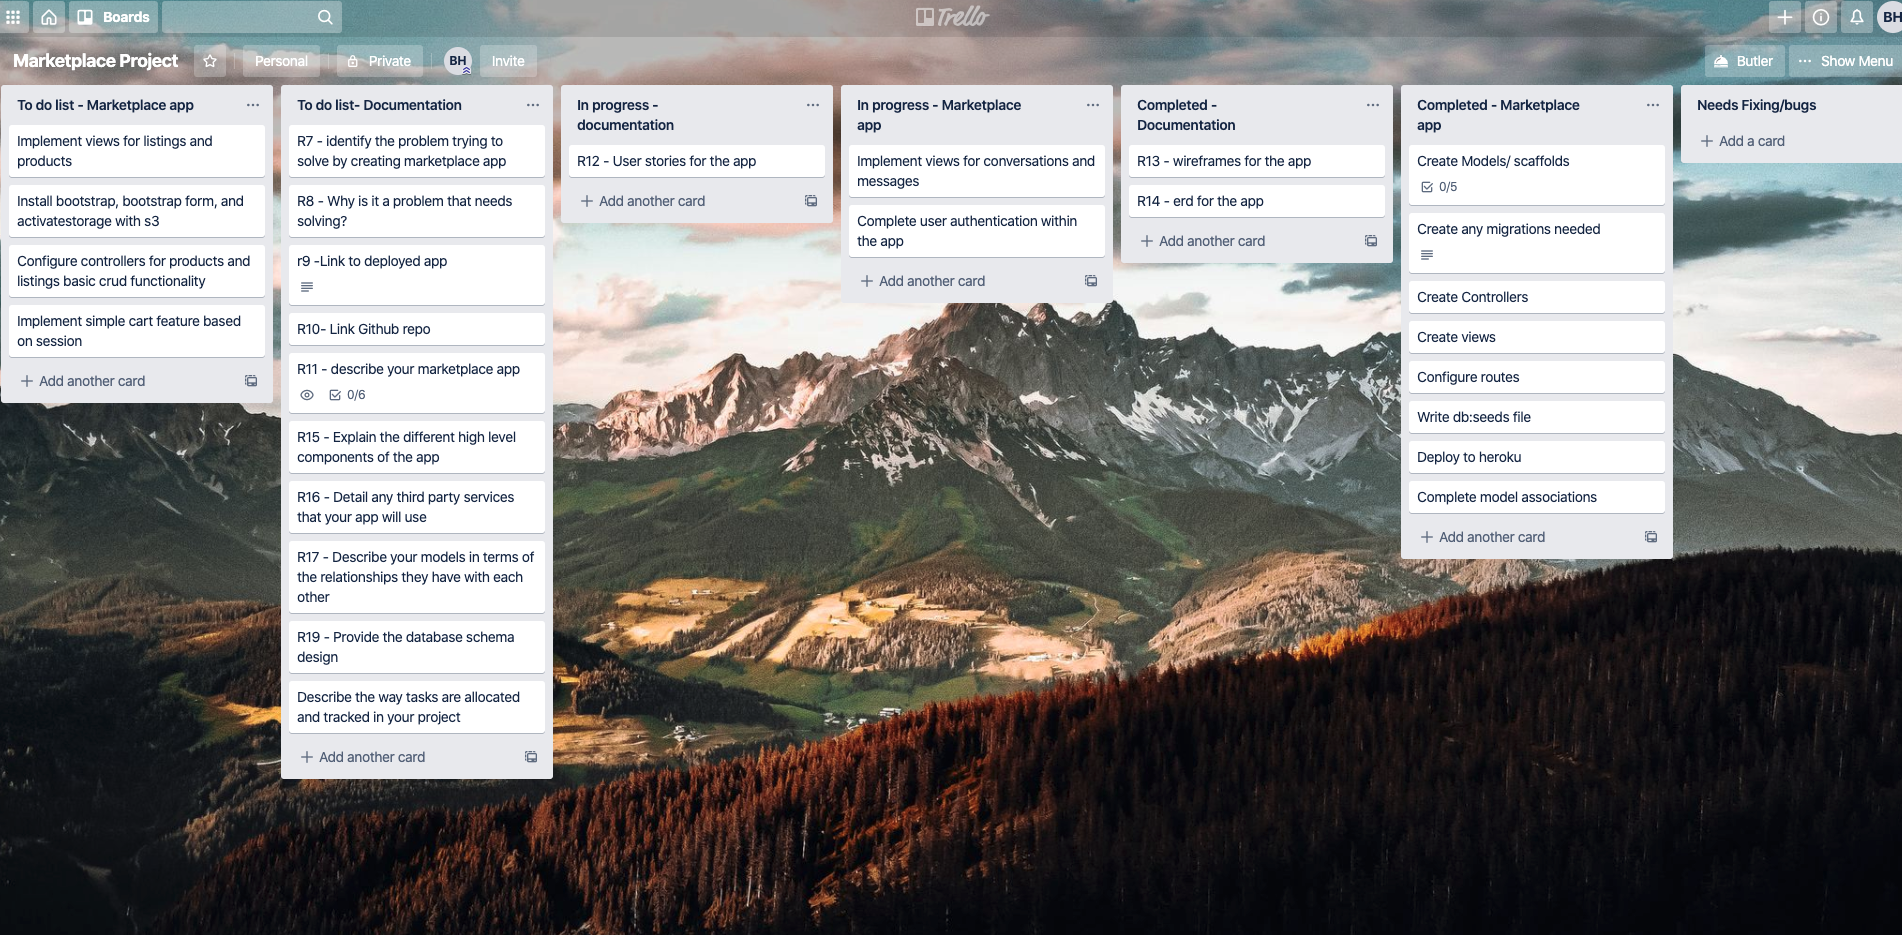 Boards
Trello
BH
Marketplace Project
Personal
Private
BH
Invite
Butler
Show Menu
To do list - Marketplace app
Implement views for listings and
products
Install bootstrap, bootstrap form, and
activatestorage with s3
Configure controllers for products and
listings basic crud functionality
Implement simple cart feature based
on session
Add another card
To do list- Documentation
R7 - identify the problem trying to
solve by creating marketplace app
R8 - Why is it a problem that needs
solving?
r9 -Link to deployed app
R10- Link Github repo
R11 - describe your marketplace app
0/6
R15 - Explain the different high level
components of the app
R16 - Detail any third party services
that your app will use
R17 - Describe your models in terms of
the relationships they have with each
other
R19 - Provide the database schema
design
Describe the way tasks are allocated
and tracked in your project
Add another card
In progress -
documentation
R12 - User stories for the app
Add another card
In progress - Marketplace
app
Implement views for conversations and
messages
Complete user authentication within
the app
Add another card
Completed -
Documentation
R13 - wireframes for the app
R14 - erd for the app
Add another card
Completed - Marketplace
app
Create Models/ scaffolds
0/5
Create any migrations needed
Create Controllers
Create views
Configure routes
Write db:seeds file
Deploy to heroku
Complete model associations
Add another card
Needs Fixing/bugs
Add a card